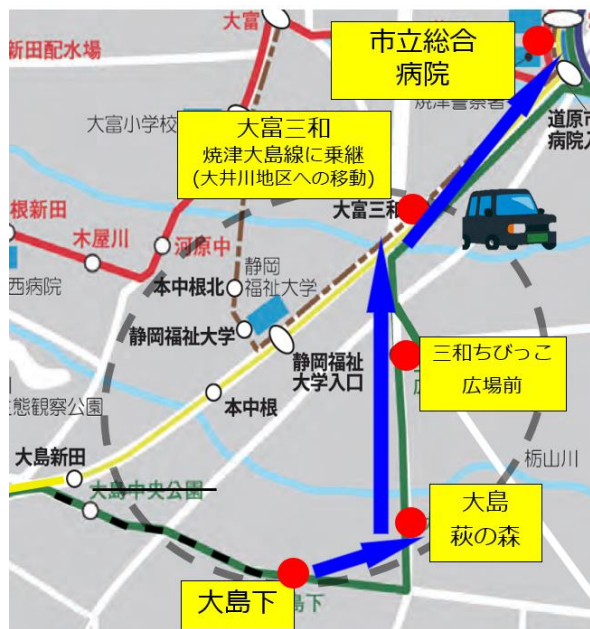 大富
新田配水場
市立総合
病院
焼津警察署
大富小学校
道原市
病院入
大富三和
焼津大島線に乗継
(大井川地区への移動)
大富三和
根新田
木屋川
河原中
西病院
本中根北
静岡
福祉大学
静岡福祉大学
静岡福祉
大学入口
三和ちびっこ
広場前
本中根
態観察公園
大島新田
栃山川
大島中央公園
大島
萩の森
大島下
島下